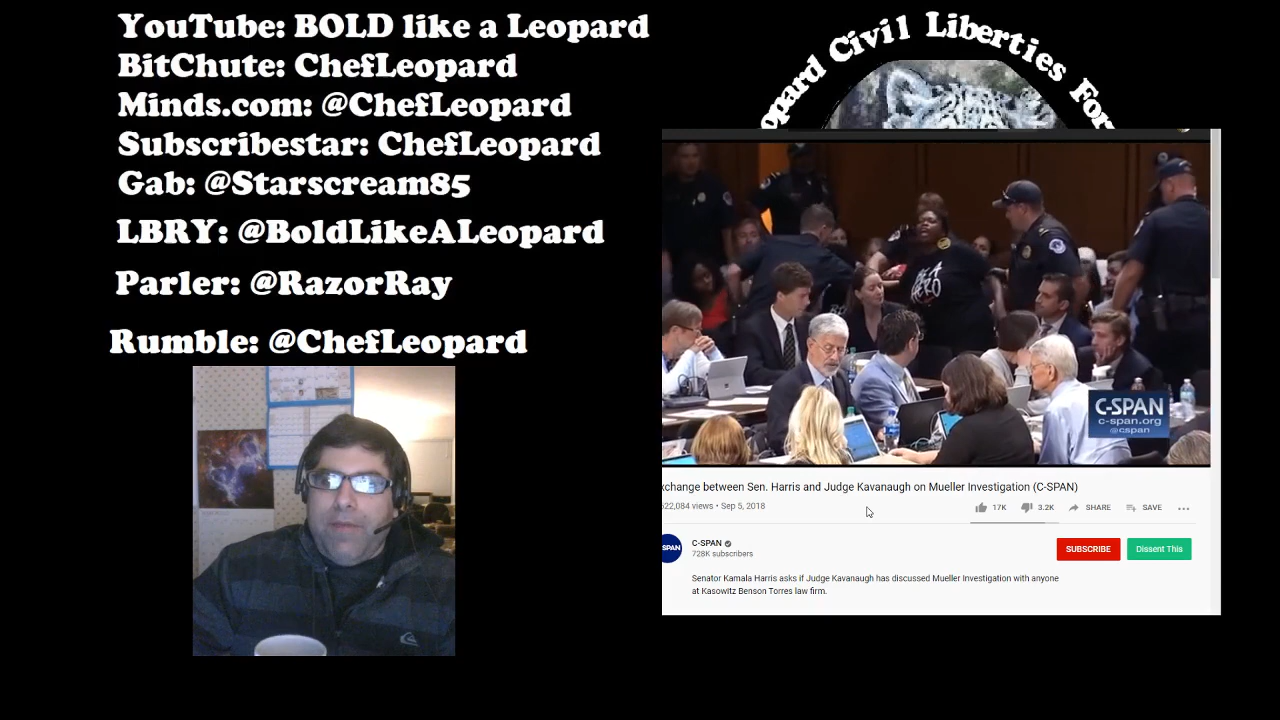 YouTube: BOLD like a Leopard
BitChute: ChefLeopard
Minds.com: @ChefLeopard
Subscribestar: ChefLeopard
Gab: @Starscream85
LBRY: @BoldLikeALeopard
Parler: @RazorRay
Rumble: @ChefLeopard
opard Civil Liberties For
A
HERO
C-SPAN
c-span.org
@cspan
xchange between Sen. Harris and Judge Kavanaugh on Mueller Investigation (C-SPAN)
522,084 views • Sep 5, 2018
17K 3.2K SHARE SAVE
SPAN
C-SPAN
728K subscribers
SUBSCRIBE
Dissent This
Senator Kamala Harris asks if Judge Kavanaugh has discussed Mueller Investigation with anyone
at Kasowitz Benson Torres law firm.